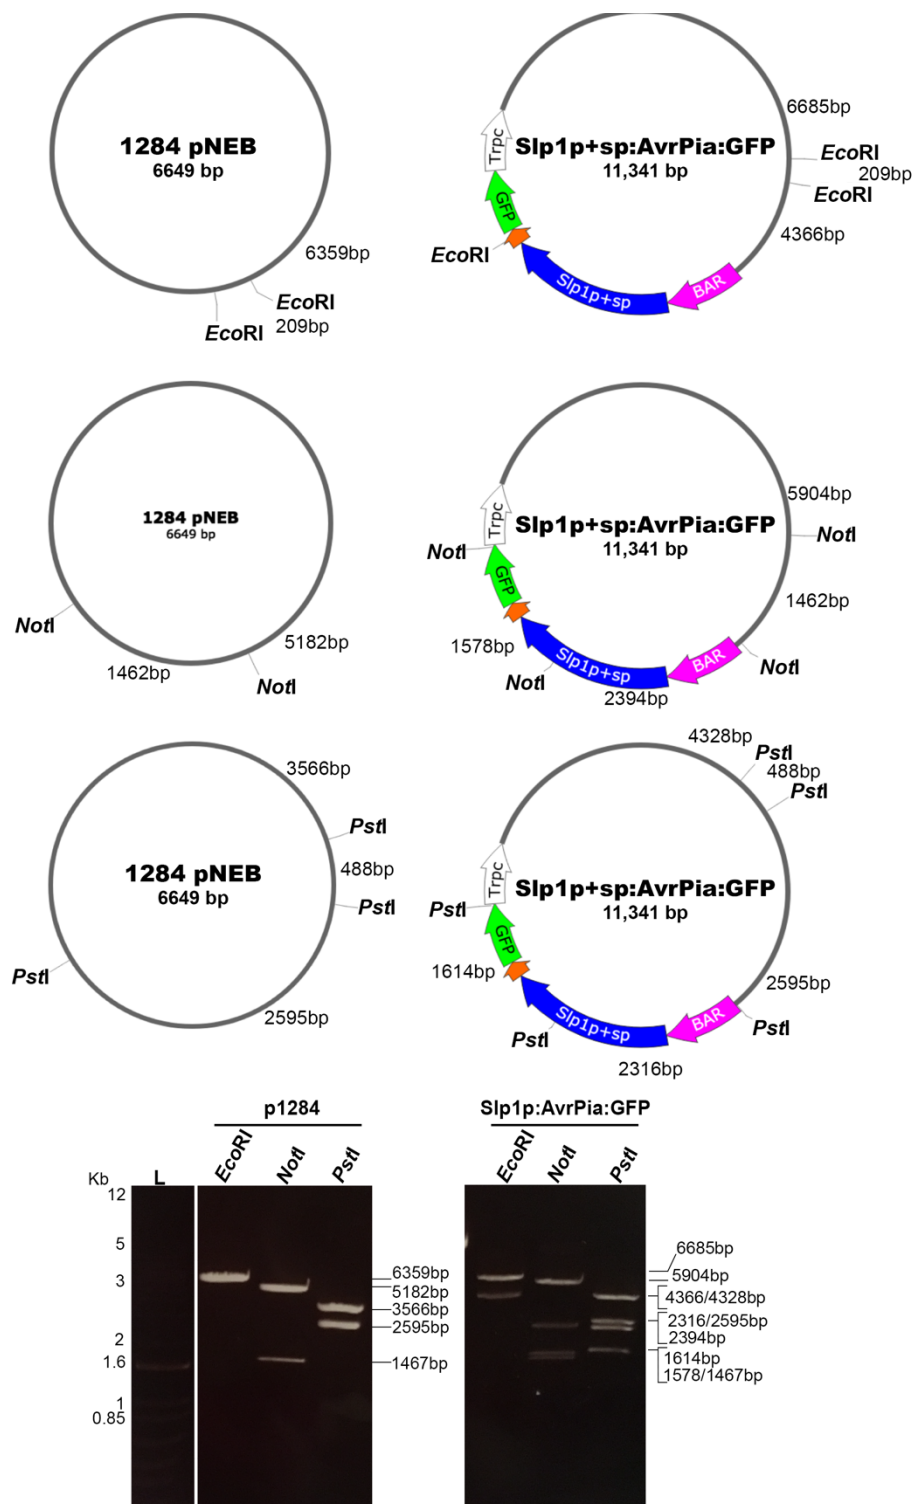 1284 pNEB
6649 bp
6359bp
EcoRI
209bp
EcoRI
Slp1p+sp:AvrPia:GFP
11,341 bp
6685bp
EcoRI
209bp
EcoRI
4366bp
Trpc
GFP
EcoRI
Slp1p+sp
BAR
1284 pNEB
6649 bp
NotI
1462bp
5182bp
NotI
Slp1p+sp:AvrPia:GFP
11,341 bp
5904bp
NotI
1462bp
Trpc
NotI
GFP
1578bp
NotI
Slp1p+sp
BAR
NotI
2394bp
3566bp
PstI
1284 pNEB
6649 bp
488bp
PstI
PstI
2595bp
4328bp
PstI
488bp
PstI
Slp1p+sp:AvrPia:GFP
11,341 bp
Trpc
PstI
GFP
1614bp
2595bp
PstI
Slp1p+sp
BAR
PstI
2316bp
p1284
Slp1p:AvrPia:GFP
Kb
L
EcoRI
NotI
PstI
EcoRI
NotI
PstI
12
5
3
2
1.6
1
0.85
6359bp
5182bp
3566bp
2595bp
1467bp
6685bp
5904bp
4366/4328bp
2316/2595bp
2394bp
1614bp
1578/1467bp